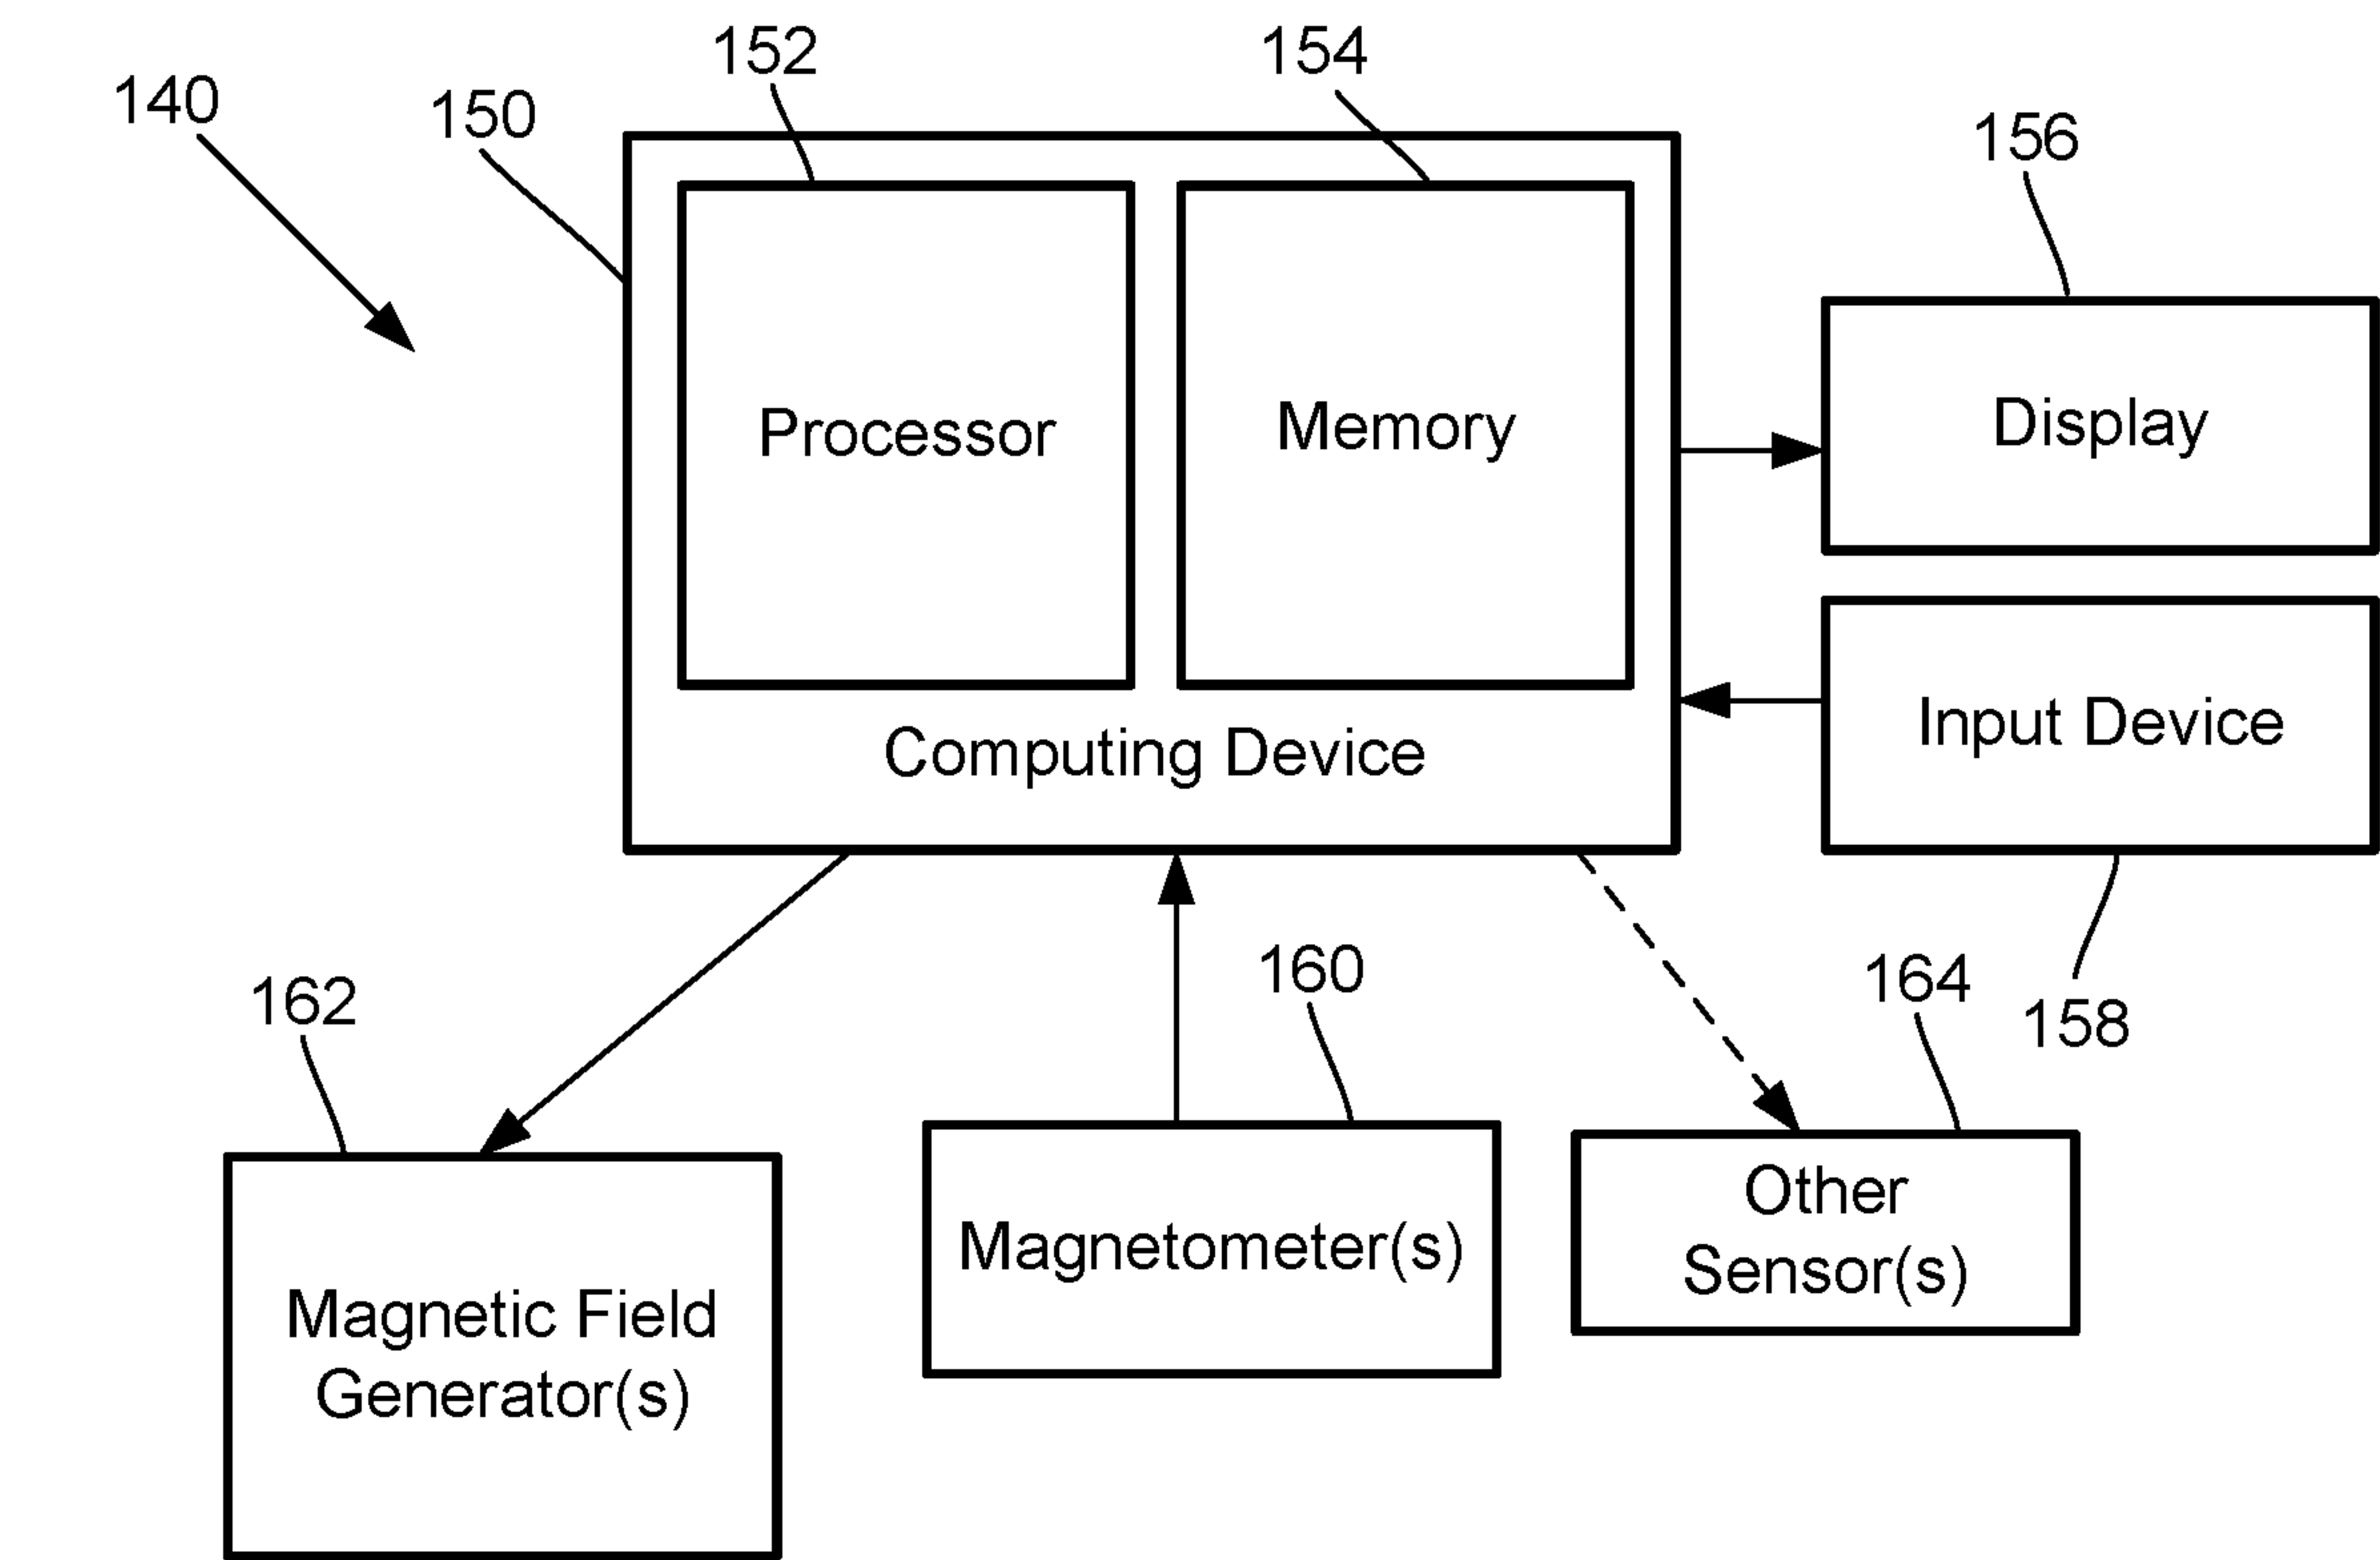 152
154
140
150
156
Processor
Memory
Display
Input Device
Computing Device
160
164
162
158
Other
Sensor(s)
Magnetometer(s)
Magnetic Field
Generator(s)